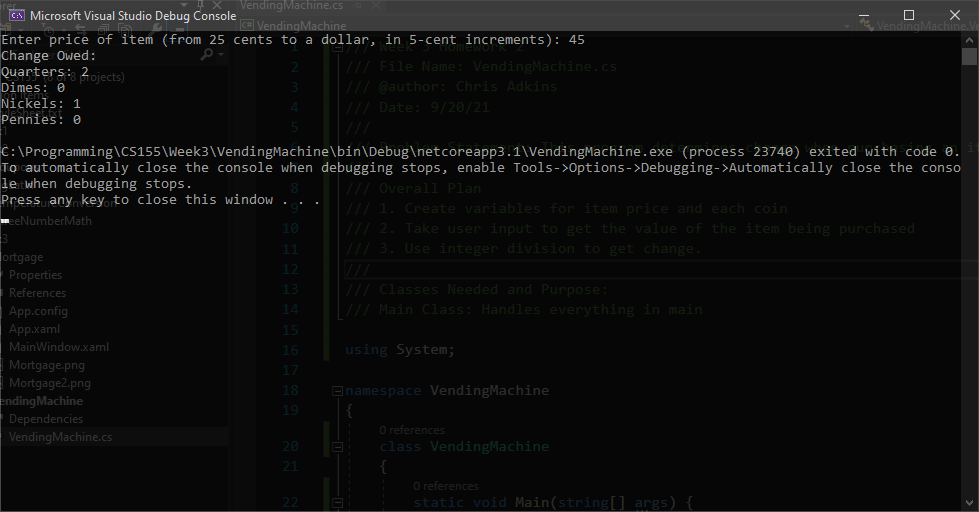 VendingMachine.cs
Microsoft Visual Studio Debug Console
VendingMachine
Enter price of item (from 25 cents to a dollar, in 5-cent increments): 45
Change Owed:
Quarters: 2
Dimes: 0
Nickels: 1
Pennies: 0
C:\Programming\CS155\Week3\VendingMachine\bin\Debug\netcoreapp3.1\VendingMachine.exe (process 23740) exited with code 0.
To automatically close the console when debugging stops, enable Tools->Options->Debugging->Automatically close the conso
le when debugging stops.
Press any key to close this window . . .
Properties
References
App.config
App.xaml
MainWindow.xaml
Mortgage.png
Mortgage2.png
Dependencies
VendingMachine.cs
2 /// File Name: VendingMachine.cs
3 /// @author: Chris Adkins
4 /// Date: 9/20/21
5 ///
8 /// Overall Plan
9 /// 1. Create variables for item price and each coin
10 /// 2. Take user input to get the value of the item being purchased
11 /// 3. Use integer division to get change.
12 ///
13 /// Classes Needed and Purpose:
14 /// Main Class: Handles everything in main
15
16 using System;
17
18 namespace VendingMachine
19 {
0 references
20 class VendingMachine
21 {
0 references
22 static void Main(string[] args) {